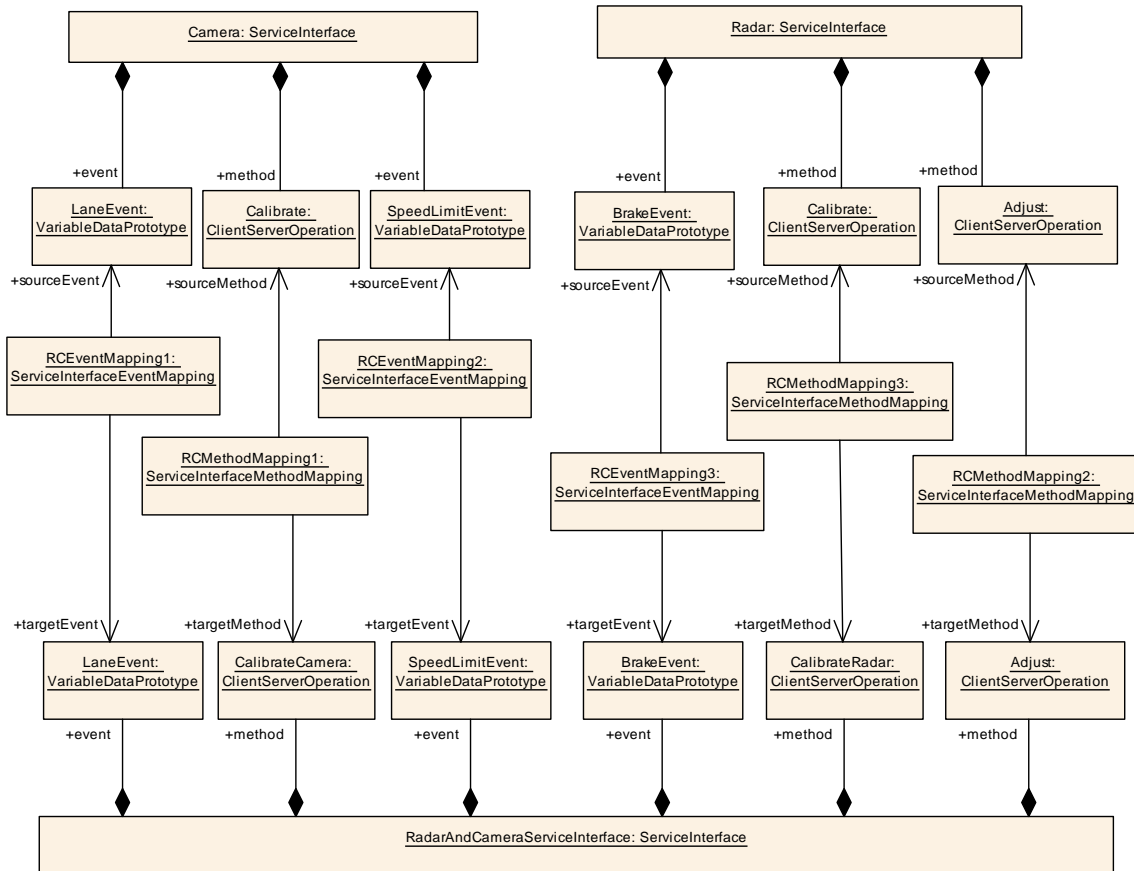 Camera: ServiceInterface
Radar: ServiceInterface
+event
+method
+event
+event
+method
+method
LaneEvent:
VariableDataPrototype
Calibrate:
ClientServerOperation
SpeedLimitEvent:
VariableDataPrototype
BrakeEvent:
VariableDataPrototype
Calibrate:
ClientServerOperation
Adjust:
ClientServerOperation
+sourceEvent
+sourceMethod
+sourceEvent
+sourceEvent
+sourceMethod
+sourceMethod
RCEventMapping1:
ServiceInterfaceEventMapping
RCEventMapping2:
ServiceInterfaceEventMapping
RCMethodMapping3:
ServiceInterfaceMethodMapping
RCMethodMapping1:
ServiceInterfaceMethodMapping
RCEventMapping3:
ServiceInterfaceEventMapping
RCMethodMapping2:
ServiceInterfaceMethodMapping
+targetEvent
+targetMethod
+targetEvent
+targetEvent
+targetMethod
+targetMethod
LaneEvent:
VariableDataPrototype
CalibrateCamera:
ClientServerOperation
SpeedLimitEvent:
VariableDataPrototype
BrakeEvent:
VariableDataPrototype
CalibrateRadar:
ClientServerOperation
Adjust:
ClientServerOperation
+event
+method
+event
+event
+method
+method
RadarAndCameraServiceInterface: ServiceInterface